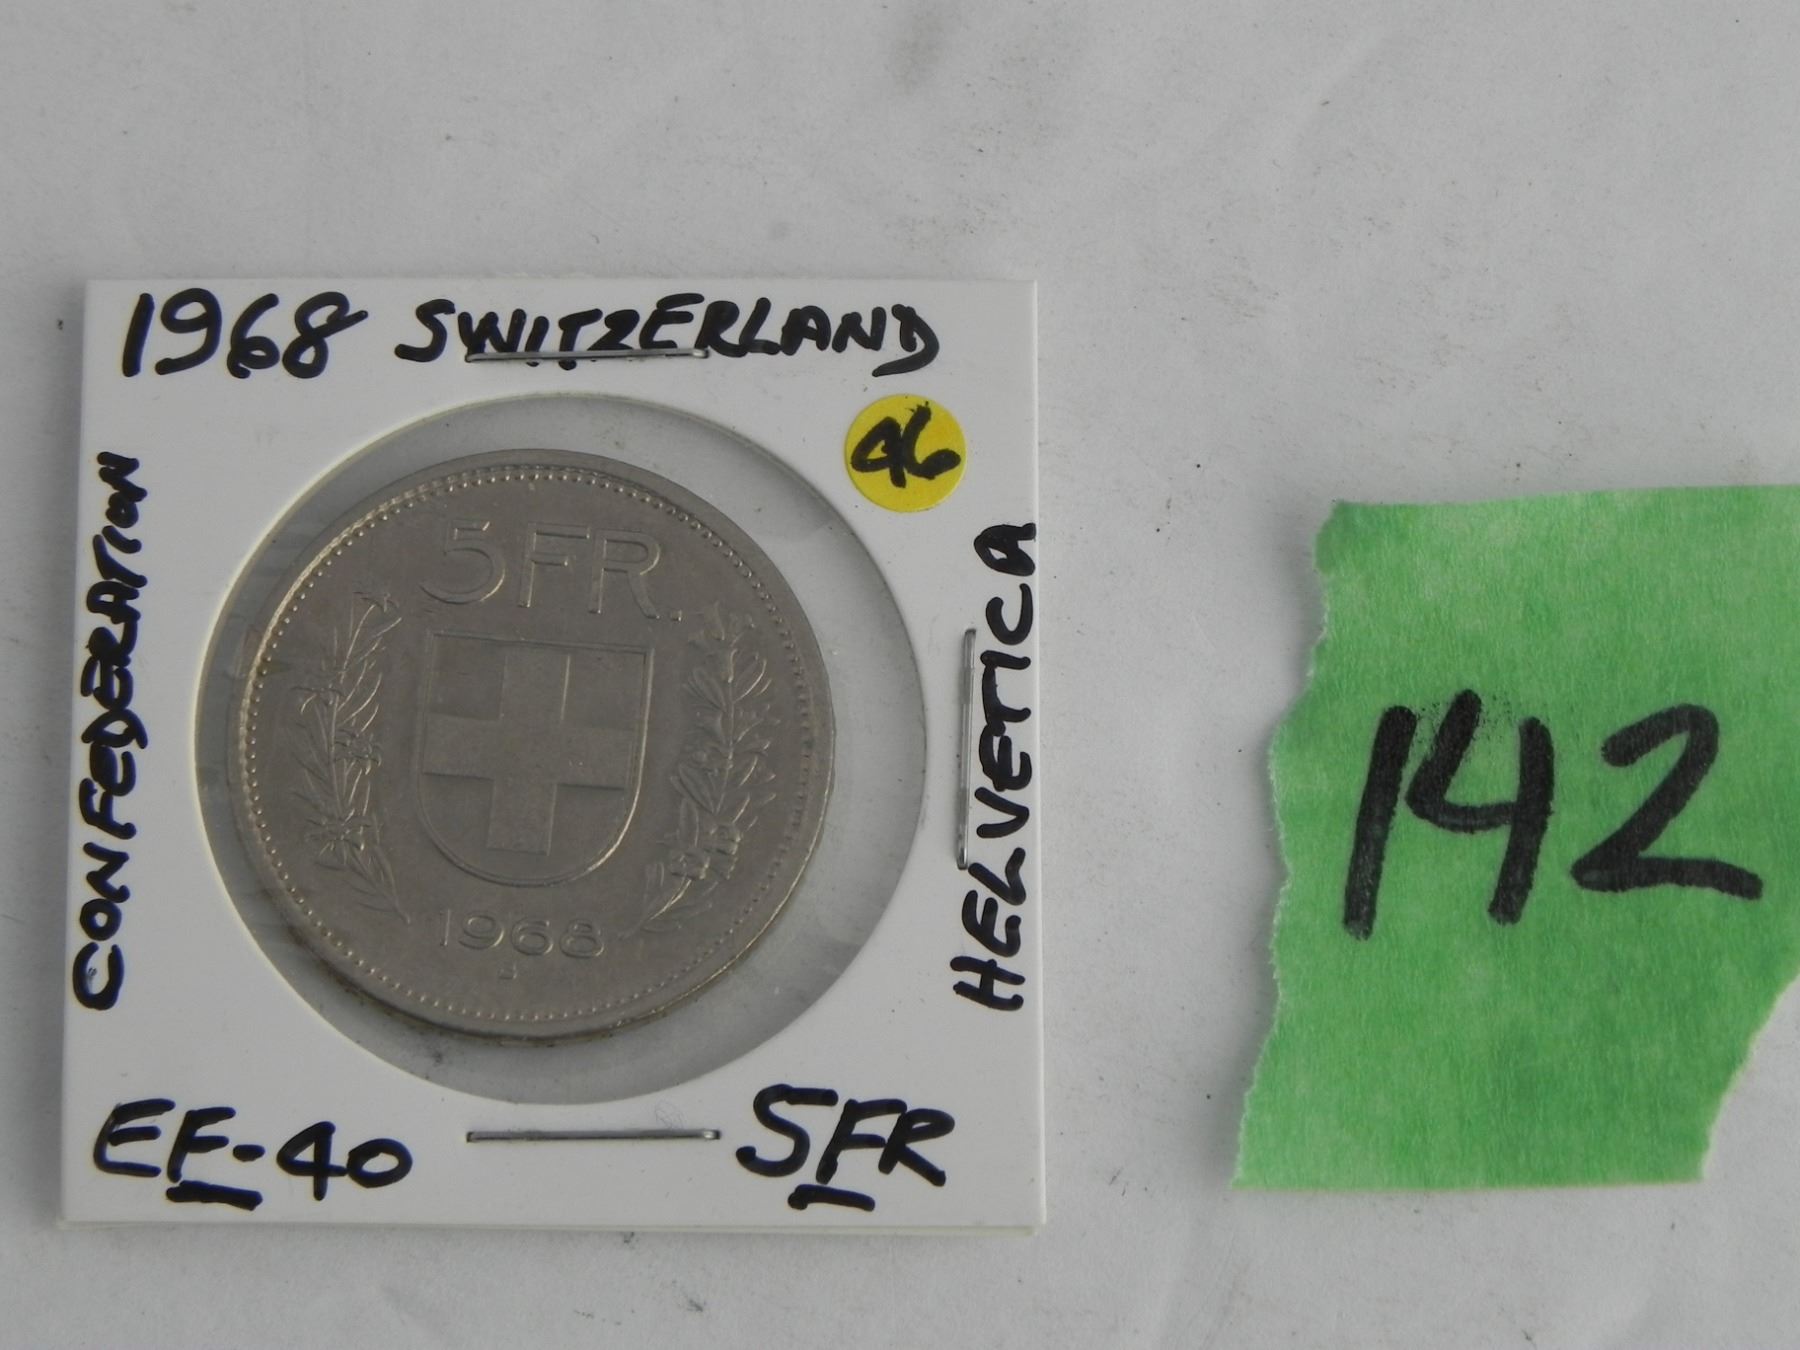 1968 SWITZERLAND
46
CONFEDERATION
HELVETICA
5FR.
1968
B
EF-40
5FR
142